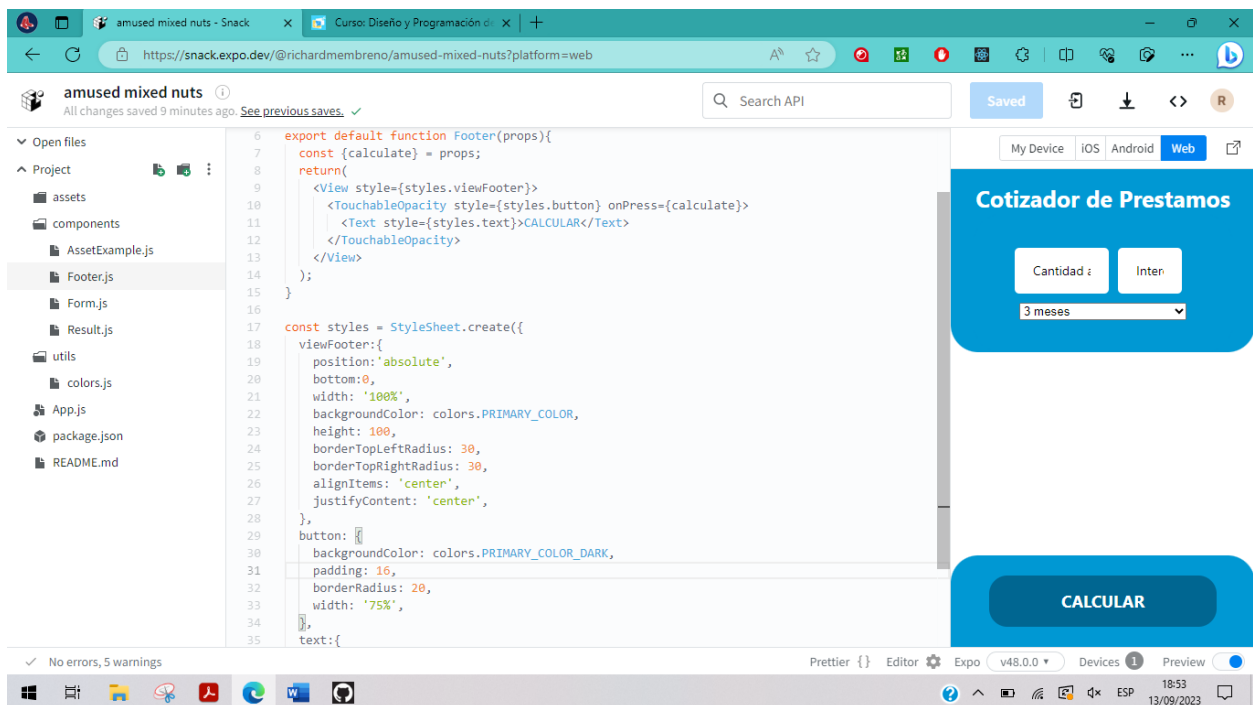 amused mixed nuts - Snack
Curso: Diseño y Programación de
https://snack.expo.dev/@richardmembreno/amused-mixed-nuts?platform=web
amused mixed nuts
All changes saved 9 minutes ago. See previous saves.
Search API
Saved
R
Open files
Project
assets
components
AssetExample.js
Footer.js
Form.js
Result.js
utils
colors.js
App.js
package.json
README.md
6 export default function Footer(props){
7 const {calculate} = props;
8 return(
9 <View style={styles.viewFooter}>
10 <TouchableOpacity style={styles.button} onPress={calculate}>
11 <Text style={styles.text}>CALCULAR</Text>
12 </TouchableOpacity>
13 </View>
14 );
15 }
16
17 const styles = StyleSheet.create({
18 viewFooter:{
19 position:'absolute',
20 bottom:0,
21 width: '100%',
22 backgroundColor: colors.PRIMARY_COLOR,
23 height: 100,
24 borderTopLeftRadius: 30,
25 borderTopRightRadius: 30,
26 alignItems: 'center',
27 justifyContent: 'center',
28 },
29 button: {
30 backgroundColor: colors.PRIMARY_COLOR_DARK,
31 padding: 16,
32 borderRadius: 20,
33 width: '75%',
34 },
35 text:{
My Device iOS Android Web
Cotizador de Prestamos
Cantidad a
Inter
3 meses
CALCULAR
No errors, 5 warnings
Prettier { } Editor Expo v48.0.0 Devices 1 Preview
ESP
18:53
13/09/2023